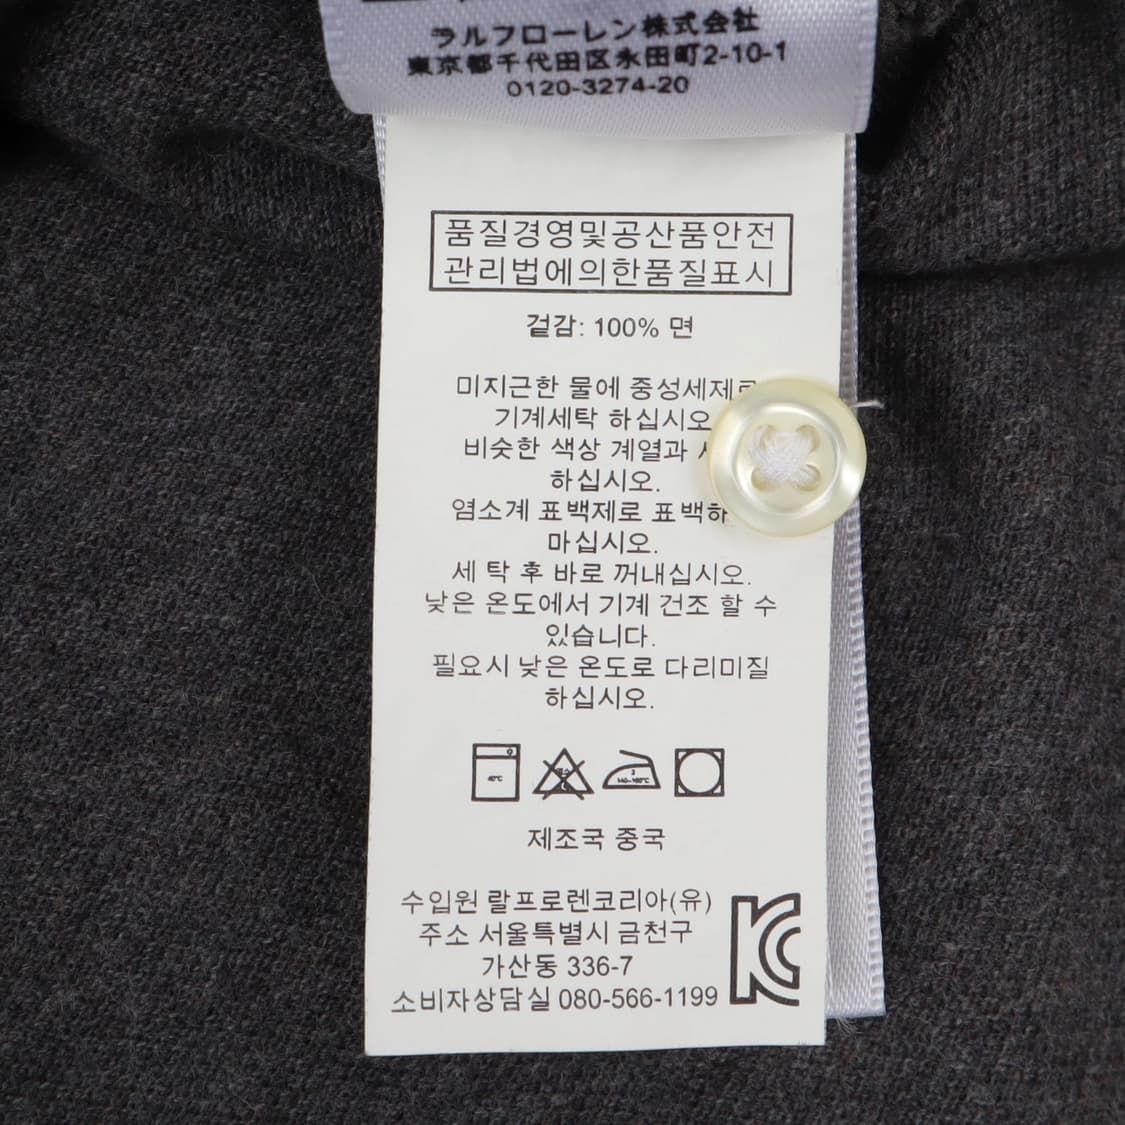 ラルフローレン株式会社
東京都千代田区永田町2-10-1
0120-3274-20
품질경영및공산품안전
관리법에의한품질표시
겉감: 100% 면
미지근한 물에 중성세제로
기계세탁 하십시오
비슷한 색상 계열과
하십시오.
염소계 표백제로 표백하
마십시오.
세 탁 후 바로 꺼내십시오.
낮은 온도에서 기계 건조 할 수
있습니다.
필요시 낮은 온도로 다리미질
하십시오.
40℃
제조국 중국
수입원 랄프로렌코리아(유)
주소 서울특별시 금천구
가산동 336-7
소비자상담실 080-566-1199
KC